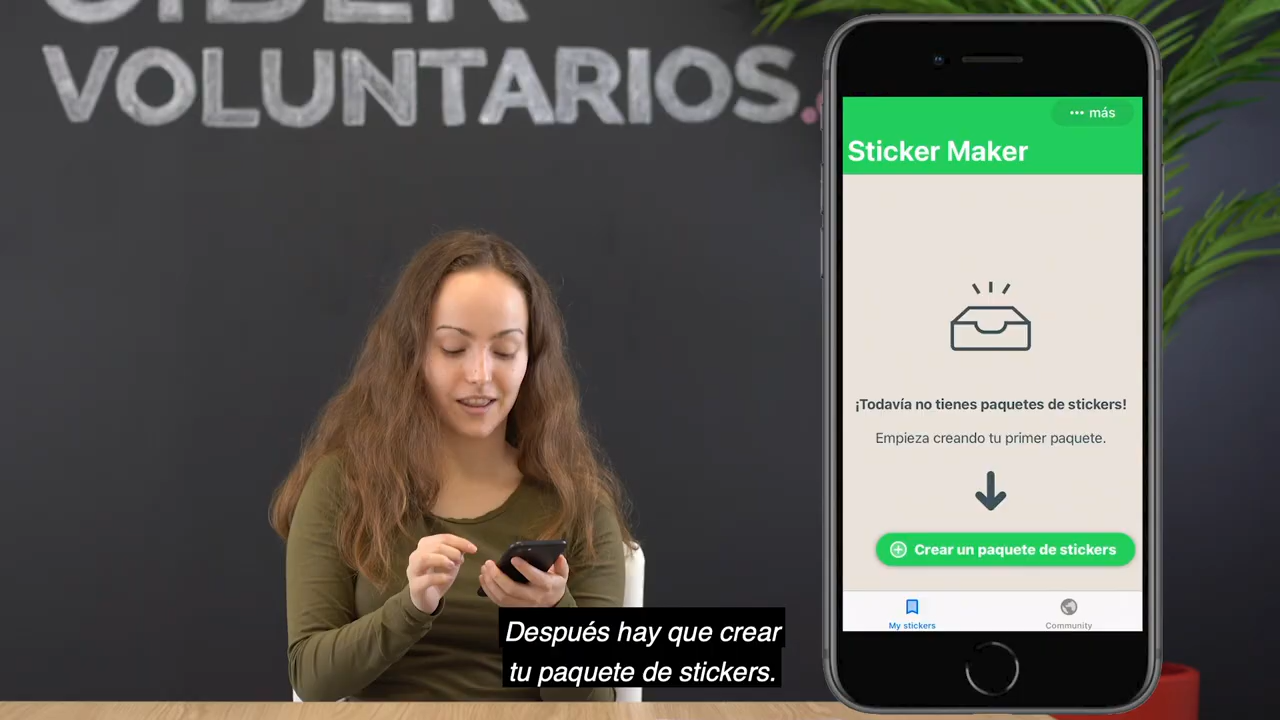 CIBER
VOLUNTARIOS.
••• más
Sticker Maker
¡Todavía no tienes paquetes de stickers!
Empieza creando tu primer paquete.
Crear un paquete de stickers
My stickers
Community
Después hay que crear
tu paquete de stickers.